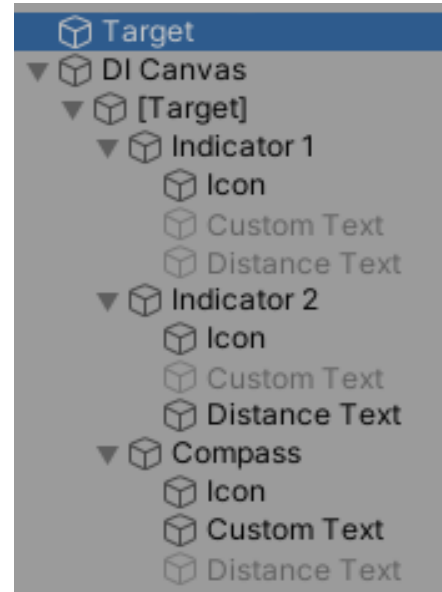 Target
DI Canvas
[Target]
Indicator 1
Icon
Custom Text
Distance Text
Indicator 2
Icon
Custom Text
Distance Text
Compass
Icon
Custom Text
Distance Text